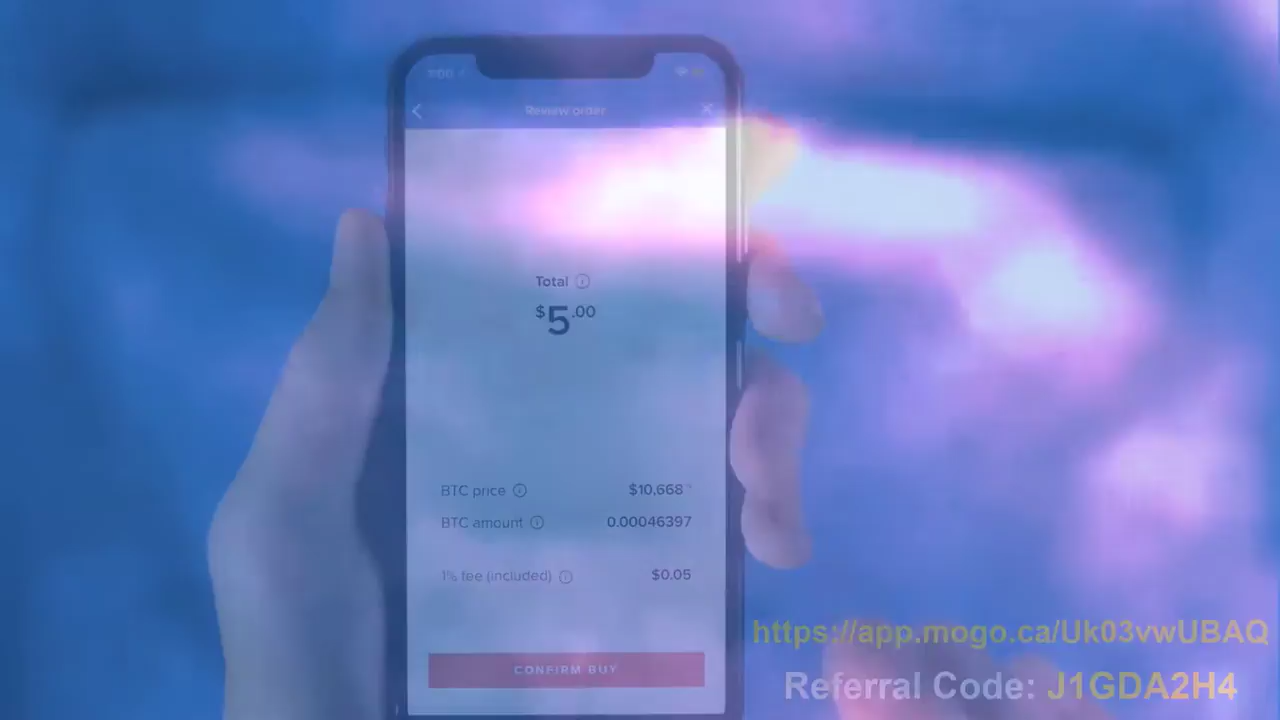 Review order
Total
$5.00
BTC price $10,668
BTC amount 0.00046397
1% fee (included) $0.05
CONFIRM BUY
https://app.mogo.ca/Uk03vwUBAQ
Referral Code: J1GDA2H4